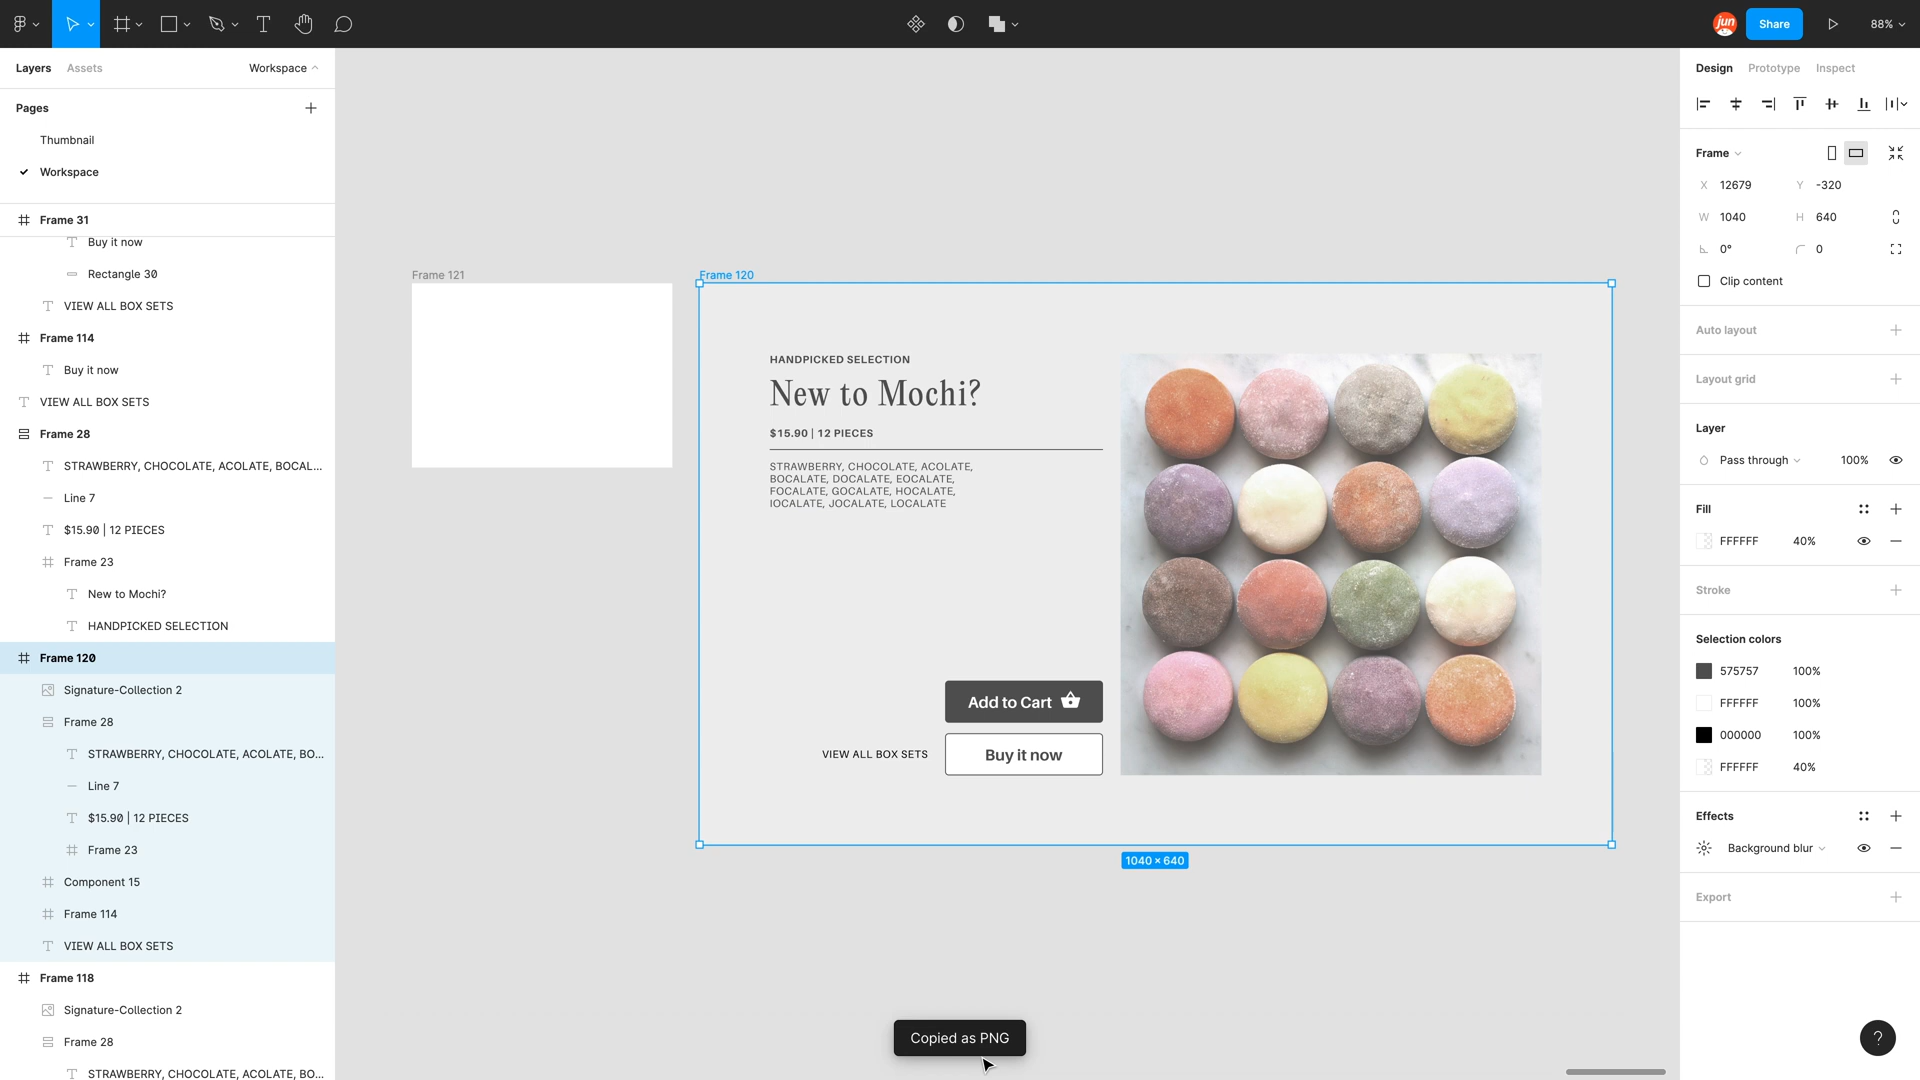 jun
Share
88%
Layers
Assets
Workspace
Pages
Thumbnail
Workspace
Frame 31
Buy it now
Rectangle 30
VIEW ALL BOX SETS
Frame 114
Buy it now
VIEW ALL BOX SETS
Frame 28
STRAWBERRY, CHOCOLATE, ACOLATE, BOCAL...
Line 7
$15.90 | 12 PIECES
Frame 23
New to Mochi?
HANDPICKED SELECTION
Frame 120
Signature-Collection 2
Frame 28
STRAWBERRY, CHOCOLATE, ACOLATE, BO...
Line 7
$15.90 | 12 PIECES
Frame 23
Component 15
Frame 114
VIEW ALL BOX SETS
Frame 118
Signature-Collection 2
Frame 28
STRAWBERRY, CHOCOLATE, ACOLATE, BO...
Frame 121
Frame 120
HANDPICKED SELECTION
New to Mochi?
$15.90 | 12 PIECES
STRAWBERRY, CHOCOLATE, ACOLATE,
BOCALATE, DOCALATE, EOCALATE,
FOCALATE, GOCALATE, HOCALATE,
IOCALATE, JOCALATE, LOCALATE
Add to Cart
VIEW ALL BOX SETS
Buy it now
1040 × 640
Copied as PNG
Design
Prototype
Inspect
Frame
X 12679 Y -320
W 1040 H 640
0° 0
Clip content
Auto layout
Layout grid
Layer
Pass through 100%
Fill
FFFFFF 40%
Stroke
Selection colors
575757 100%
FFFFFF 100%
000000 100%
FFFFFF 40%
Effects
Background blur
Export
?